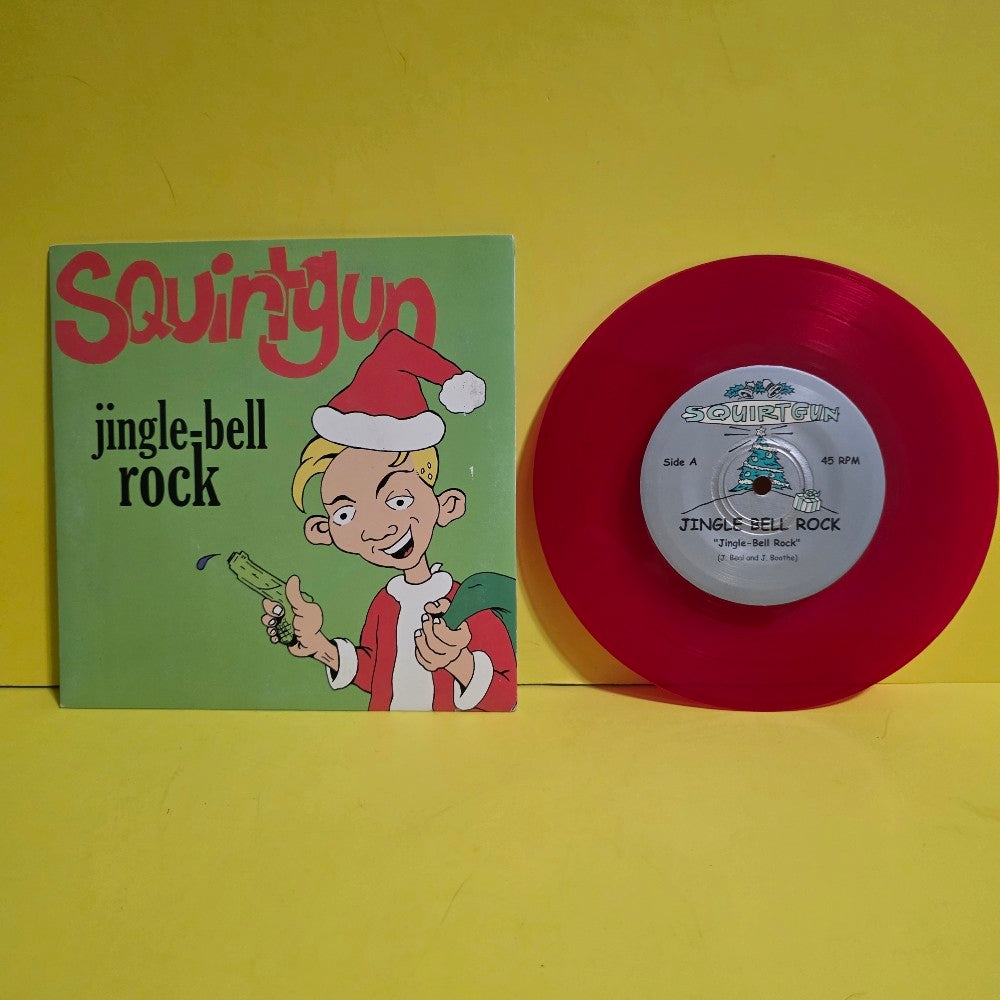 Squirtgun
jingle-bell
rock
SQUIRTGUN
Side A
45 RPM
JINGLE BELL ROCK
"Jingle-Bell Rock"
(J. Beal and J. Boothe)